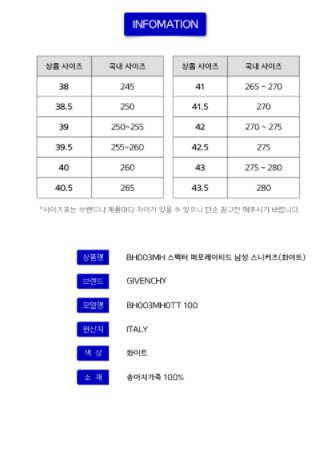 INFOMATION
상품 사이즈 국내 사이즈 상품 사이즈 국내 사이즈
38 245 41 265 ~ 270
38.5 250 41.5 270
39 250~255 42 270 ~ 275
39.5 255~260 42.5 275
40 260 43 275 ~ 280
40.5 265 43.5 280
*사이즈표는 브랜드나 제품마다 차이가 있을 수 있으니 단순 참고만 해주시기 바랍니다.
상품명 BH003MH 스펙터 퍼포레이티드 남성 스니커즈(화이트)
브랜드 GIVENCHY
모델명 BH003MH0TT 100
원산지 ITALY
색 상 화이트
소 재 송아지가죽 100%